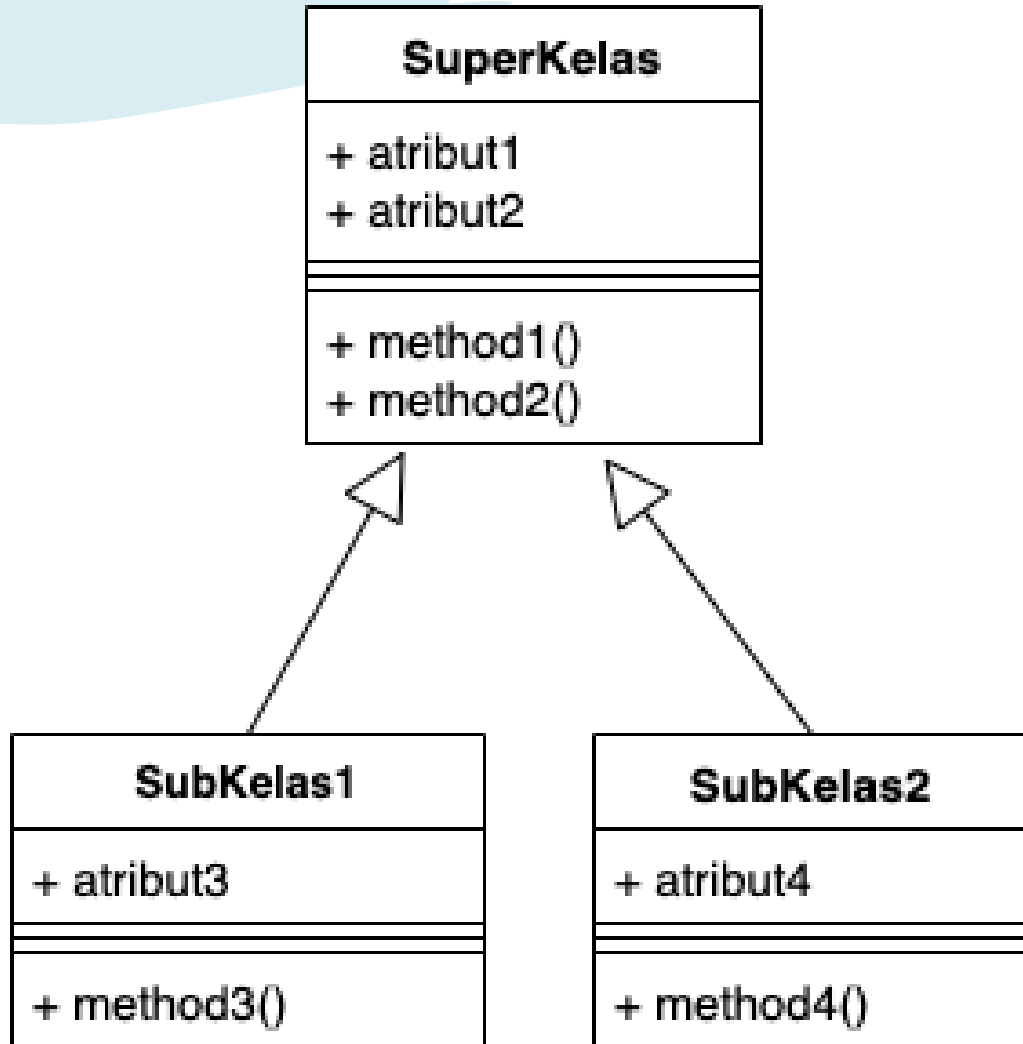 SuperKelas
+ atribut1
+ atribut2
+ method1()
+ method2()
SubKelas1
+ atribut3
+ method3()
SubKelas2
+ atribut4
+ method4()